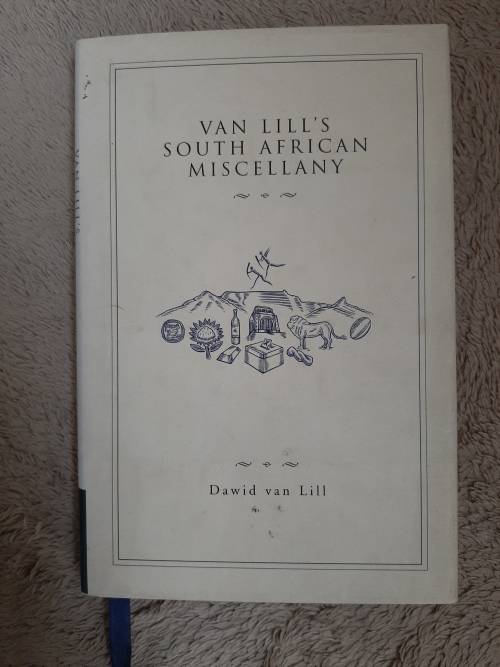 VAN LILL'S
SOUTH AFRICAN
MISCELLANY
Dawid van Lill